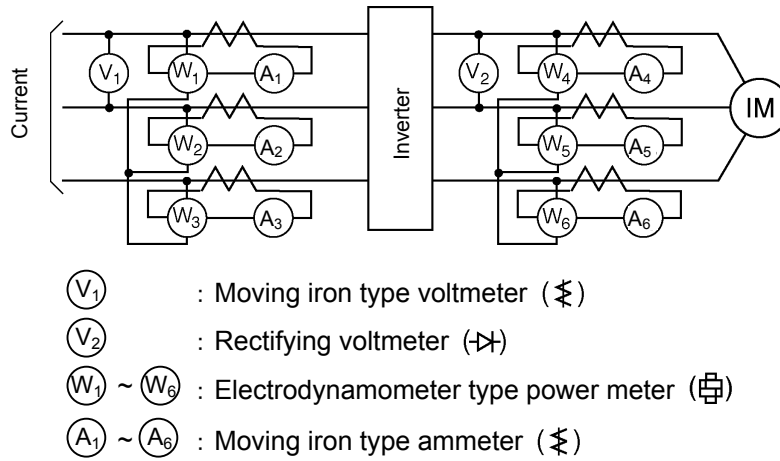 Current
V1
W1
A1
W2
A2
W3
A3
Inverter
V2
W4
A4
W5
A5
W6
A6
IM
V1 : Moving iron type voltmeter ( )
V2 : Rectifying voltmeter ( )
W1 ~ W6 : Electrodynamometer type power meter ( )
A1 ~ A6 : Moving iron type ammeter ( )